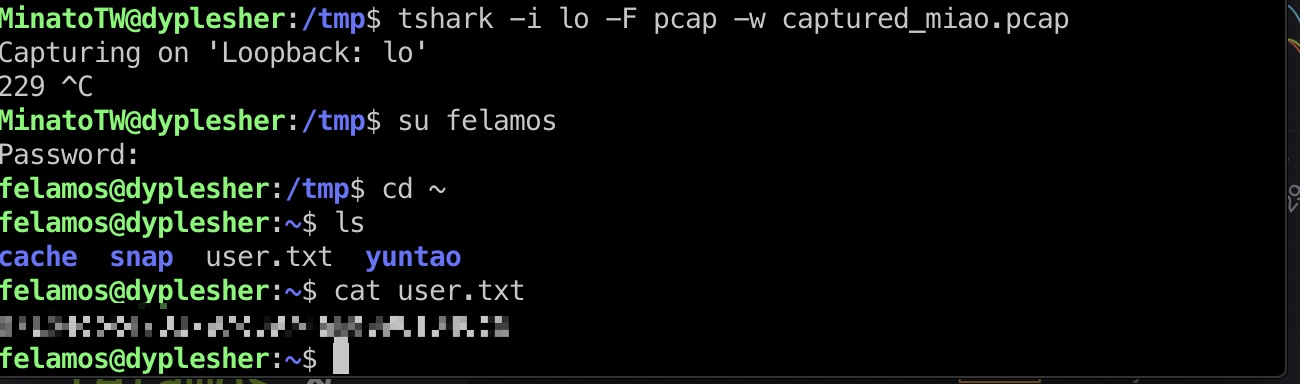 MinatoTW@dyplesher:/tmp$ tshark -i lo -F pcap -w captured_miao.pcap
Capturing on 'Loopback: lo'
229 ^C
MinatoTW@dyplesher:/tmp$ su felamos
Password:
felamos@dyplesher:/tmp$ cd ~
felamos@dyplesher:~$ ls
cache  snap  user.txt  yuntao
felamos@dyplesher:~$ cat user.txt
felamos@dyplesher:~$